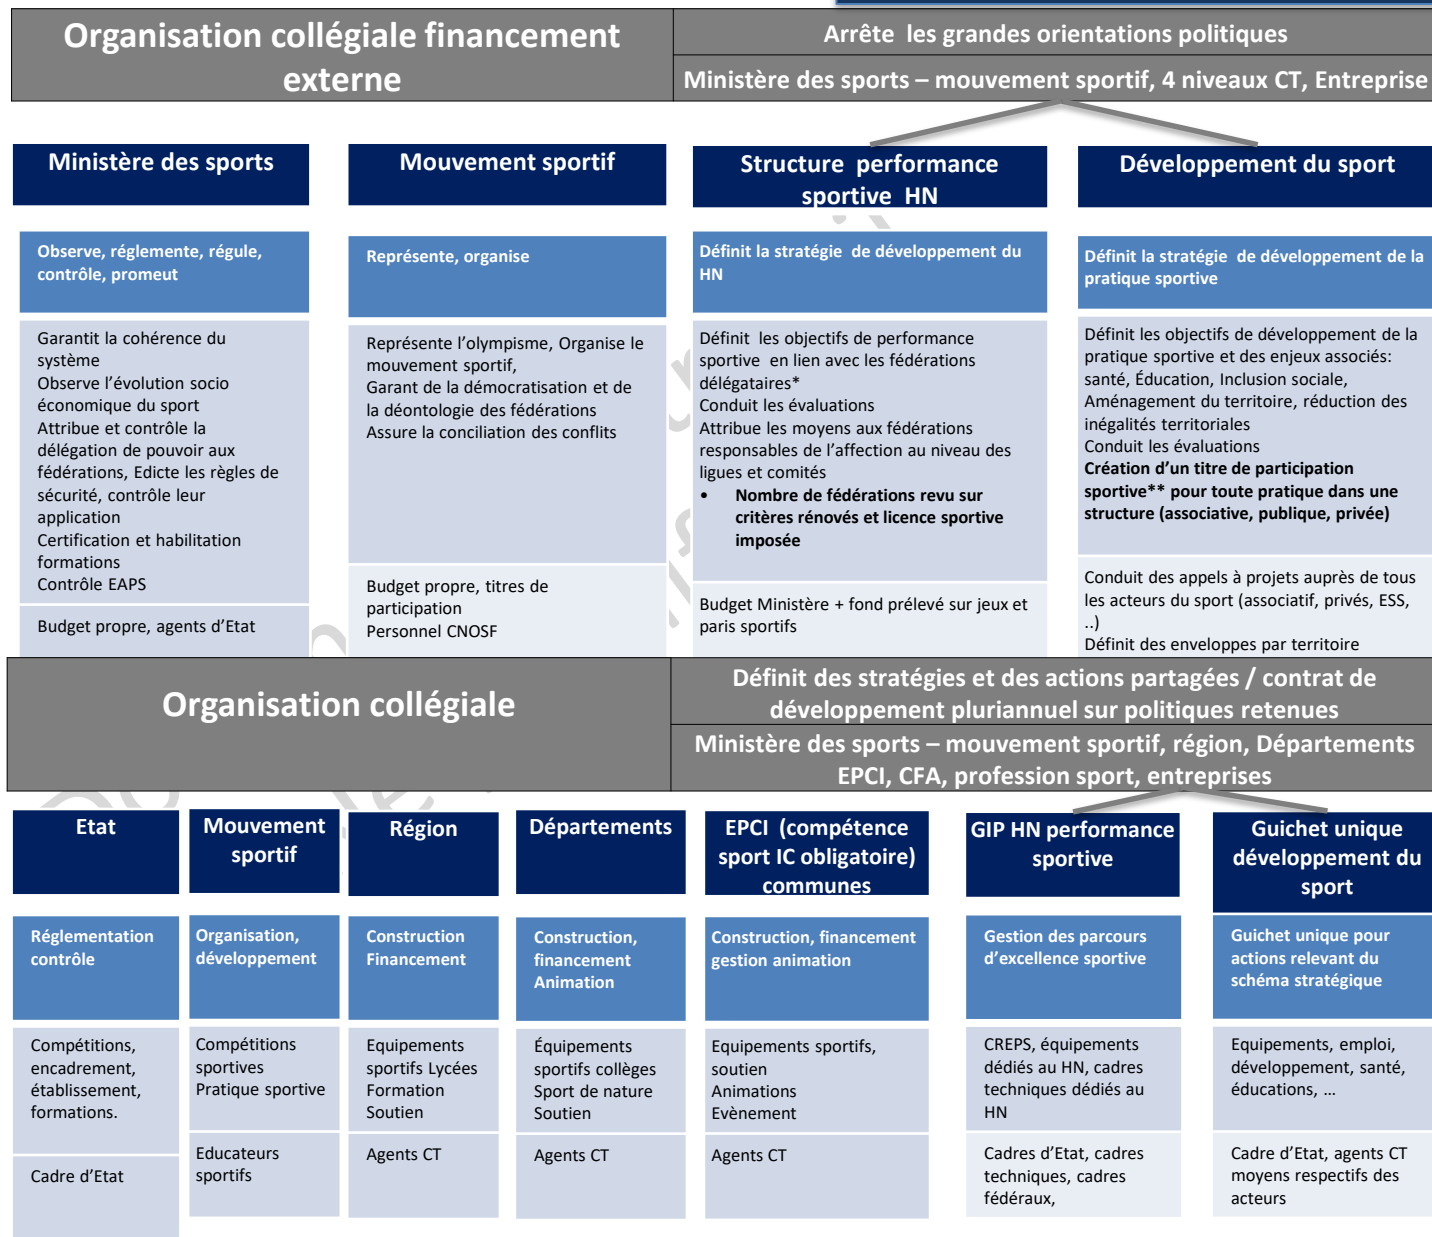 Organisation collégiale financement
externe
Arrête  les grandes orientations politiques
Ministère des sports – mouvement sportif, 4 niveaux CT, Entreprise
Ministère des sports
Observe, réglemente, régule,
contrôle, promeut
Garantit la cohérence du
système
Observe l'évolution socio
économique du sport
Attribue et contrôle la
délégation de pouvoir aux
fédérations, Edicte les règles de
sécurité, contrôle leur
application
Certification et habilitation
formations
Contrôle EAPS
Budget propre, agents d'Etat
Mouvement sportif
Représente, organise
Représente l'olympisme, Organise le
mouvement sportif,
Garant de la démocratisation et de
la déontologie des fédérations
Assure la conciliation des conflits
Budget propre, titres de
participation
Personnel CNOSF
Structure  performance
sportive  HN
Définit la stratégie  de développement du
HN
Définit  les objectifs de performance
sportive  en lien avec les fédérations
délégataires*
Conduit les évaluations
Attribue les moyens aux fédérations
responsables de l'affection au niveau des
ligues et comités
• Nombre de fédérations revu sur
critères rénovés et licence sportive
imposée
Budget Ministère + fond prélevé sur jeux et
paris sportifs
Développement du sport
Définit la stratégie  de développement de la
pratique sportive
Définit les objectifs de développement de la
pratique sportive et des enjeux associés:
santé, Éducation, Inclusion sociale,
Aménagement du territoire, réduction des
inégalités territoriales
Conduit les évaluations
Création d'un titre de participation
sportive** pour toute pratique dans une
structure (associative, publique, privée)
Conduit des appels à projets auprès de tous
les acteurs du sport (associatif, privés, ESS,
..)
Définit des enveloppes par territoire
Organisation collégiale
Définit des stratégies et des actions partagées / contrat de
développement pluriannuel sur politiques retenues
Ministère des sports – mouvement sportif, région, Départements
EPCI, CFA, profession sport, entreprises
Etat
Réglementation
contrôle
Compétitions,
encadrement,
établissement,
formations.
Cadre d'Etat
Mouvement
sportif
Organisation,
développement
Compétitions
sportives
Pratique sportive
Educateurs
sportifs
Région
Construction
Financement
Equipements
sportifs Lycées
Formation
Soutien
Agents CT
Départements
Construction,
financement
Animation
Équipements
sportifs collèges
Sport de nature
Soutien
Agents CT
EPCI  (compétence
sport IC obligatoire)
communes
Construction, financement
gestion animation
Equipements sportifs,
soutien
Animations
Evènement
Agents CT
GIP HN performance
sportive
Gestion des parcours
d'excellence sportive
CREPS, équipements
dédiés au HN, cadres
techniques dédiés au
HN
Cadres d'Etat, cadres
techniques, cadres
fédéraux,
Guichet unique
développement du
sport
Guichet unique pour
actions relevant du
schéma stratégique
Equipements, emploi,
développement, santé,
éducations, ...
Cadre d'Etat, agents CT
moyens respectifs des
acteurs